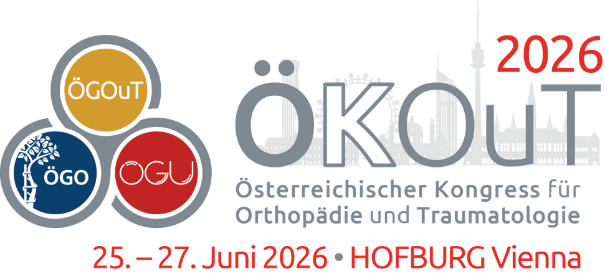 2026
ÖGOuT
ÖGO
ÖGU
ÖKOuT
Österreichischer Kongress für
Orthopädie und Traumatologie
25. – 27. Juni 2026 • HOFBURG Vienna